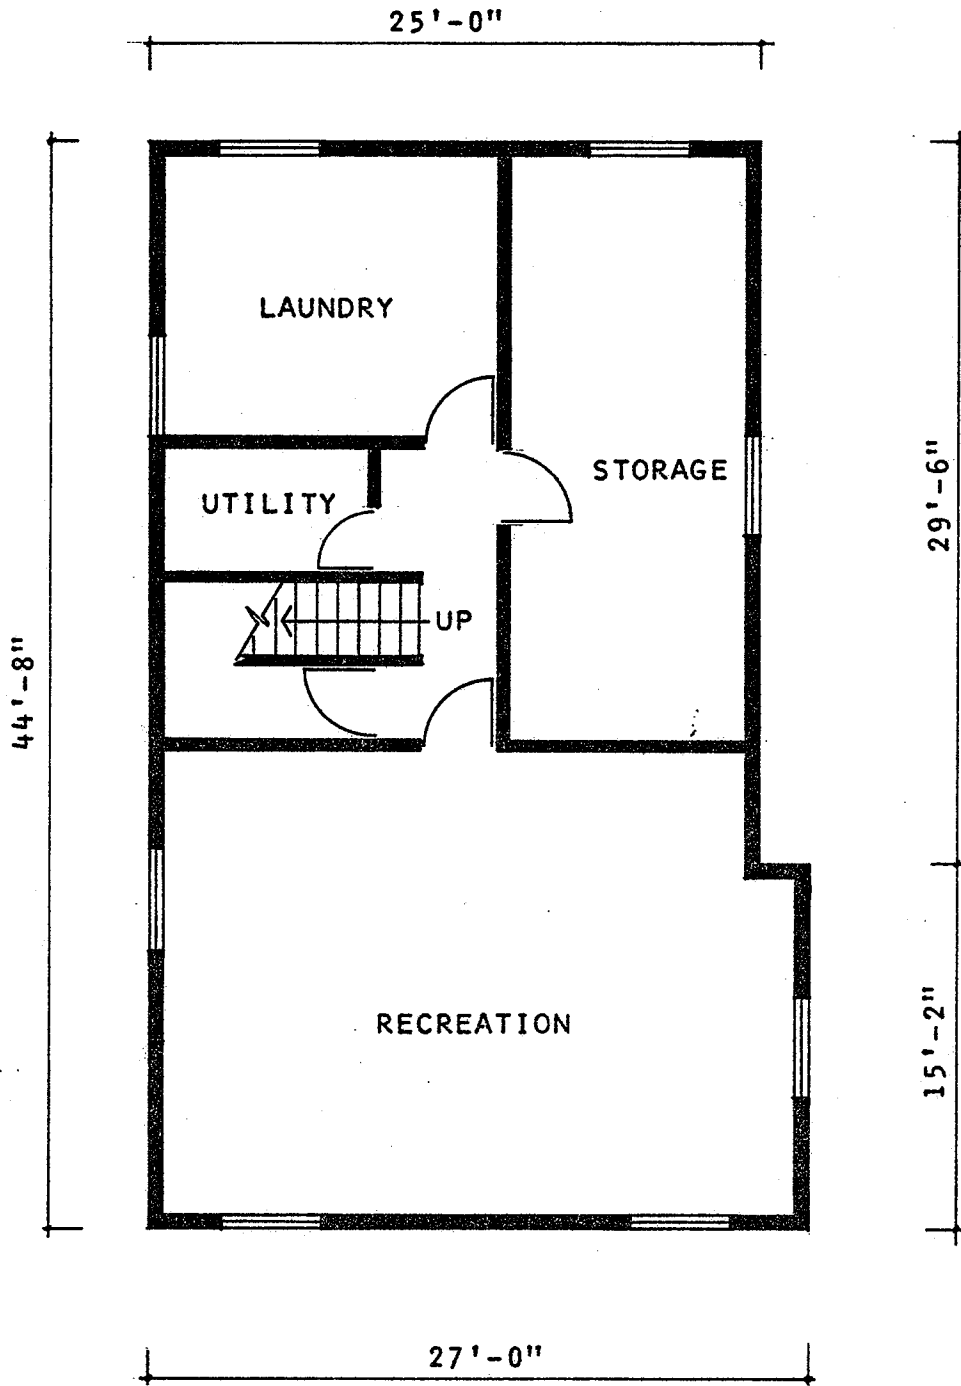 25'-0"
LAUNDRY
STORAGE
UTILITY
29'-6"
UP
44'-8"
RECREATION
15'-2"
27'-0"